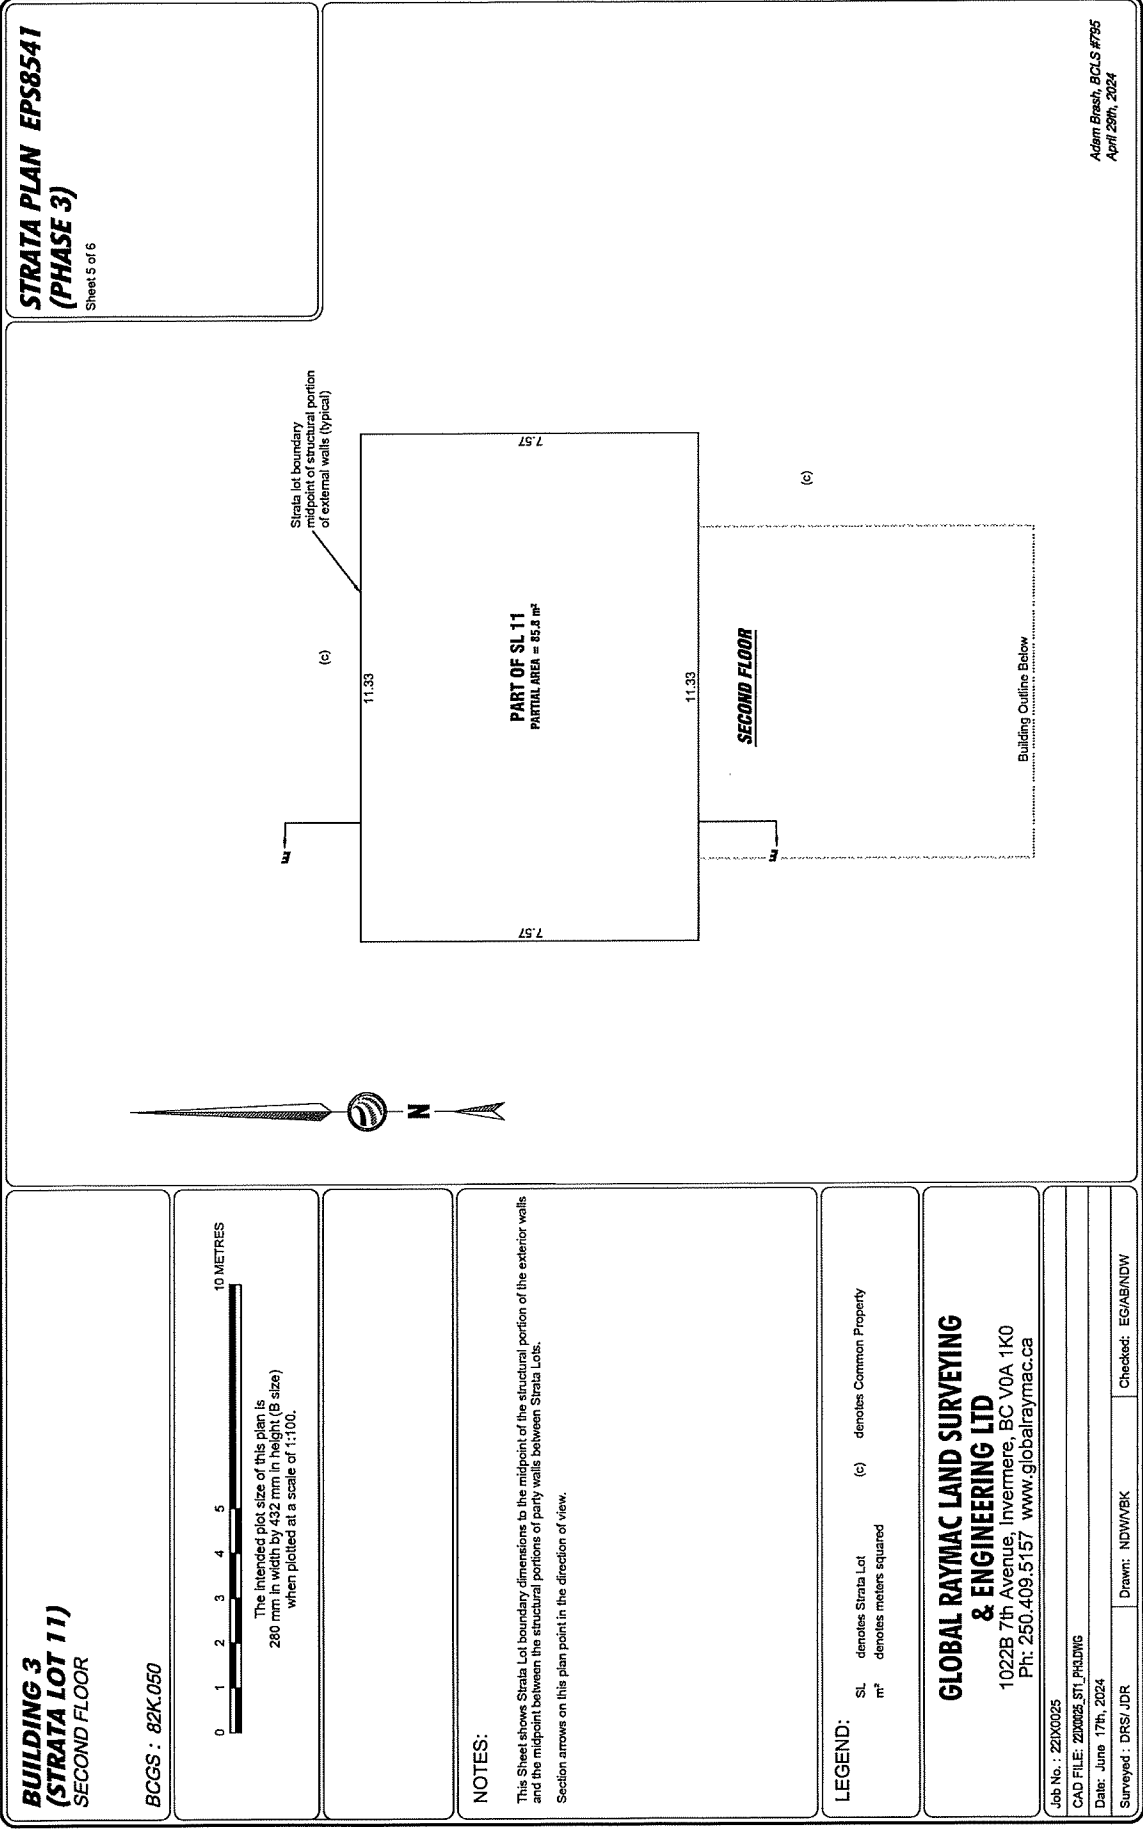 BUILDING 3
(STRATA LOT 11)
SECOND FLOOR
BCGS : 82K.050
0 1 2 3 4 5 10 METRES
The intended plot size of this plan is
280 mm in width by 432 mm in height (B size)
when plotted at a scale of 1:100.
NOTES:
This Sheet shows Strata Lot boundary dimensions to the midpoint of the structural portion of the exterior walls
and the midpoint between the structural portions of party walls between Strata Lots.
Section arrows on this plan point in the direction of view.
LEGEND:
SL denotes Strata Lot (c) denotes Common Property
m² denotes meters squared
GLOBAL RAYMAC LAND SURVEYING
& ENGINEERING LTD
1022B 7th Avenue, Invermere, BC V0A 1K0
Ph: 250.409.5157 www.globalraymac.ca
Job No. : 22IX0025
CAD FILE: 22IX0025_ST1_PH3.DWG
Date: June 17th, 2024
Surveyed : DRS/ JDR Drawn: NDW/VBK Checked: EG/AB/NDW
STRATA PLAN EPS8541
(PHASE 3)
Sheet 5 of 6
N
Strata lot boundary
midpoint of structural portion
of external walls (typical)
(c)
E
11.33
7.57
7.57
PART OF SL 11
PARTIAL AREA = 85.8 m²
11.33
SECOND FLOOR
E
(c)
Building Outline Below
Adam Brash, BCLS #795
April 29th, 2024